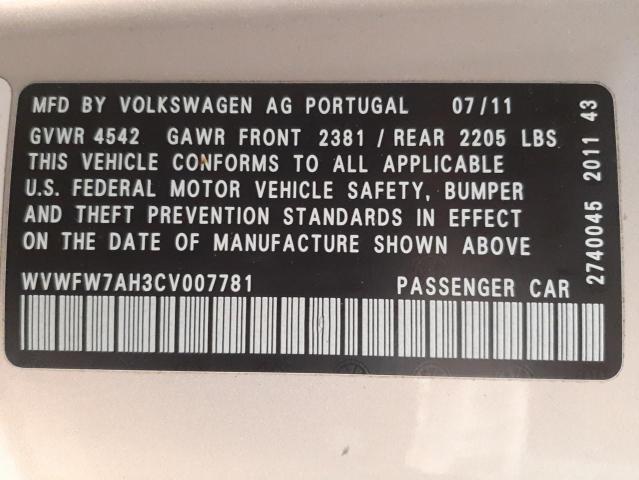 MFD BY VOLKSWAGEN AG PORTUGAL 07/11
GVWR 4542 GAWR FRONT 2381 / REAR 2205 LBS
THIS VEHICLE CONFORMS TO ALL APPLICABLE
U.S. FEDERAL MOTOR VEHICLE SAFETY, BUMPER
AND THEFT PREVENTION STANDARDS IN EFFECT
ON THE DATE OF MANUFACTURE SHOWN ABOVE
WVWFW7AH3CV007781 PASSENGER CAR
2740045 2011 43